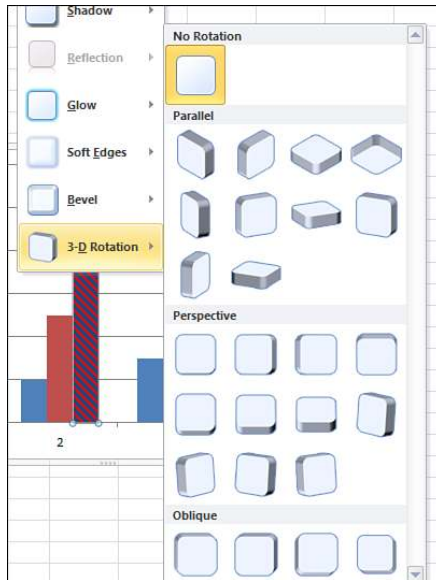 Shadow
Reflection
Glow
Soft Edges
Bevel
3-D Rotation
2
No Rotation
Parallel
Perspective
Oblique